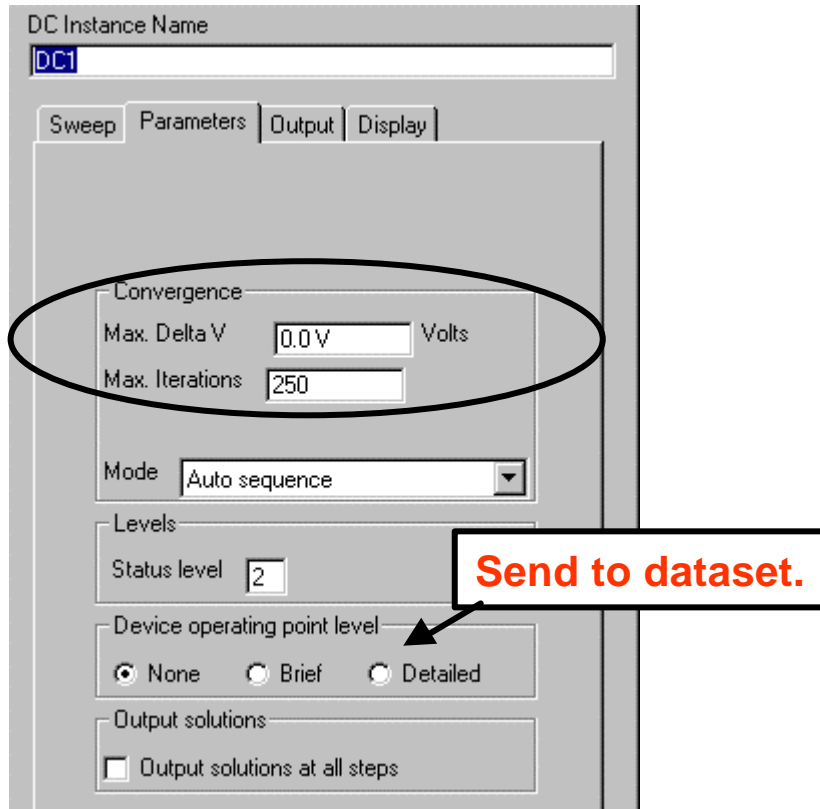 DC Instance Name
DC1
Sweep Parameters Output Display
Convergence
Max. Delta V 0.0 V Volts
Max. Iterations 250
Mode Auto sequence
Levels
Status level 2
Send to dataset.
Device operating point level
None Brief Detailed
Output solutions
Output solutions at all steps